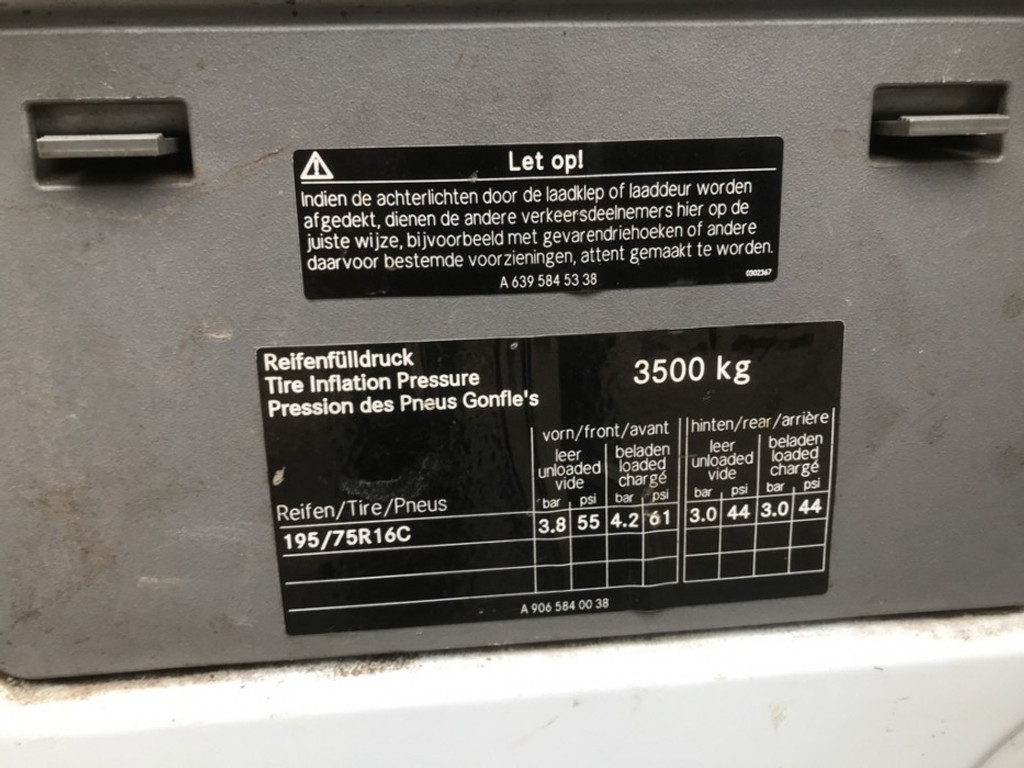 Let op!
Indien de achterlichten door de laadklep of laaddeur worden
afgedekt, dienen de andere verkeersdeelnemers hier op de
juiste wijze, bijvoorbeeld met gevarendriehoeken of andere
daarvoor bestemde voorzieningen, attent gemaakt te worden.
A 639 584 53 38
0302367
Reifenfülldruck
Tire Inflation Pressure
Pression des Pneus Gonfle's
3500 kg
vorn/front/avant hinten/rear/arrière
leer beladen leer beladen
unloaded loaded unloaded loaded
vide chargé vide chargé
Reifen/Tire/Pneus bar psi bar psi bar psi bar psi
195/75R16C 3.8 55 4.2 61 3.0 44 3.0 44
A 906 584 00 38